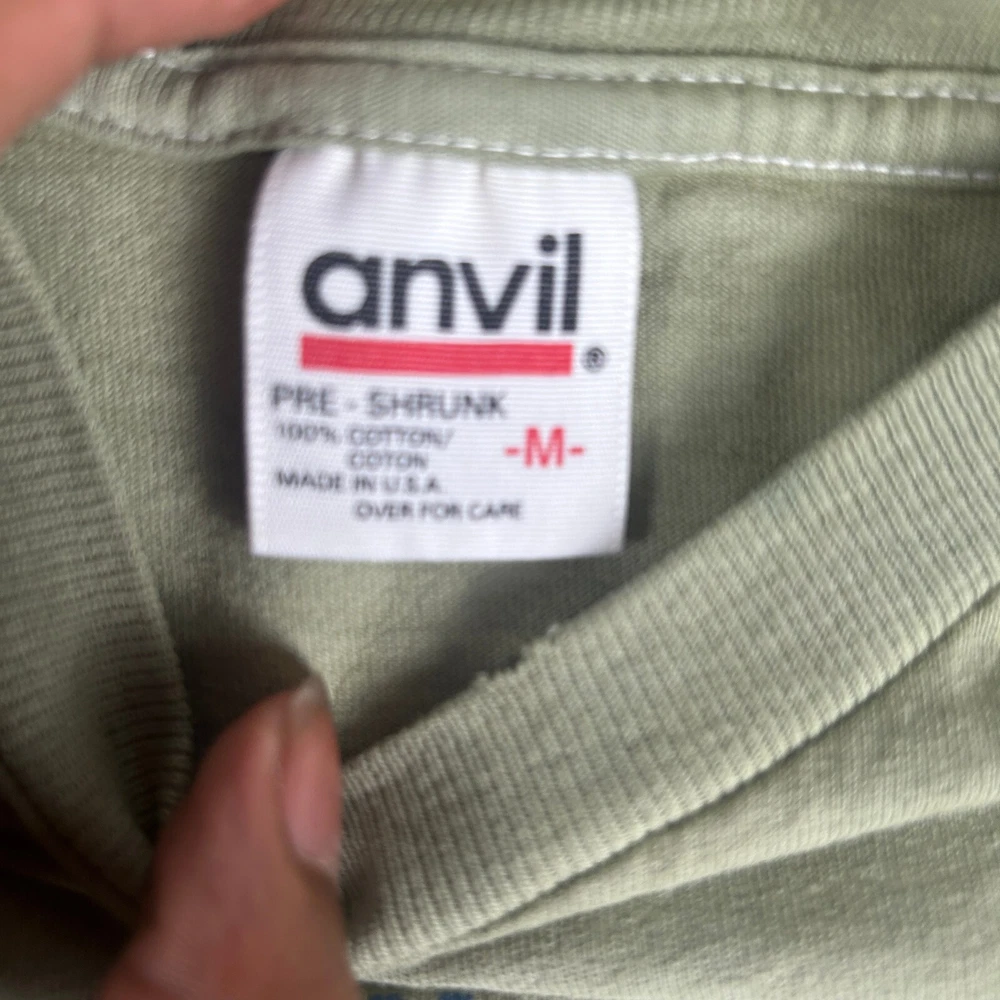 anvil
®
PRE - SHRUNK
100% COTTON/
COTON
-M-
MADE IN U.S.A.
OVER FOR CARE